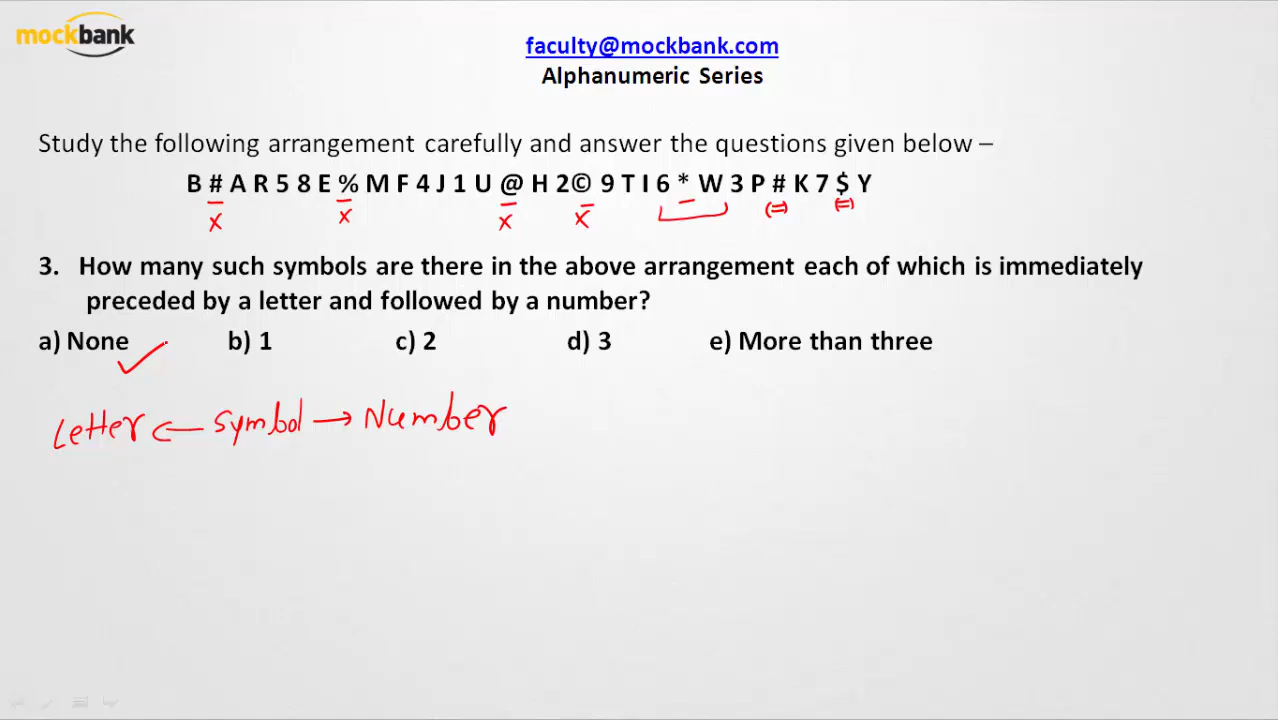 mockbank
faculty@mockbank.com
Alphanumeric Series
Study the following arrangement carefully and answer the questions given below –
B # A R 5 8 E % M F 4 J 1 U @ H 2 © 9 T I 6 * W 3 P # K 7 $ Y
x x x x (=) (=)
3. How many such symbols are there in the above arrangement each of which is immediately
preceded by a letter and followed by a number?
a) None b) 1 c) 2 d) 3 e) More than three
Letter ← Symbol → Number